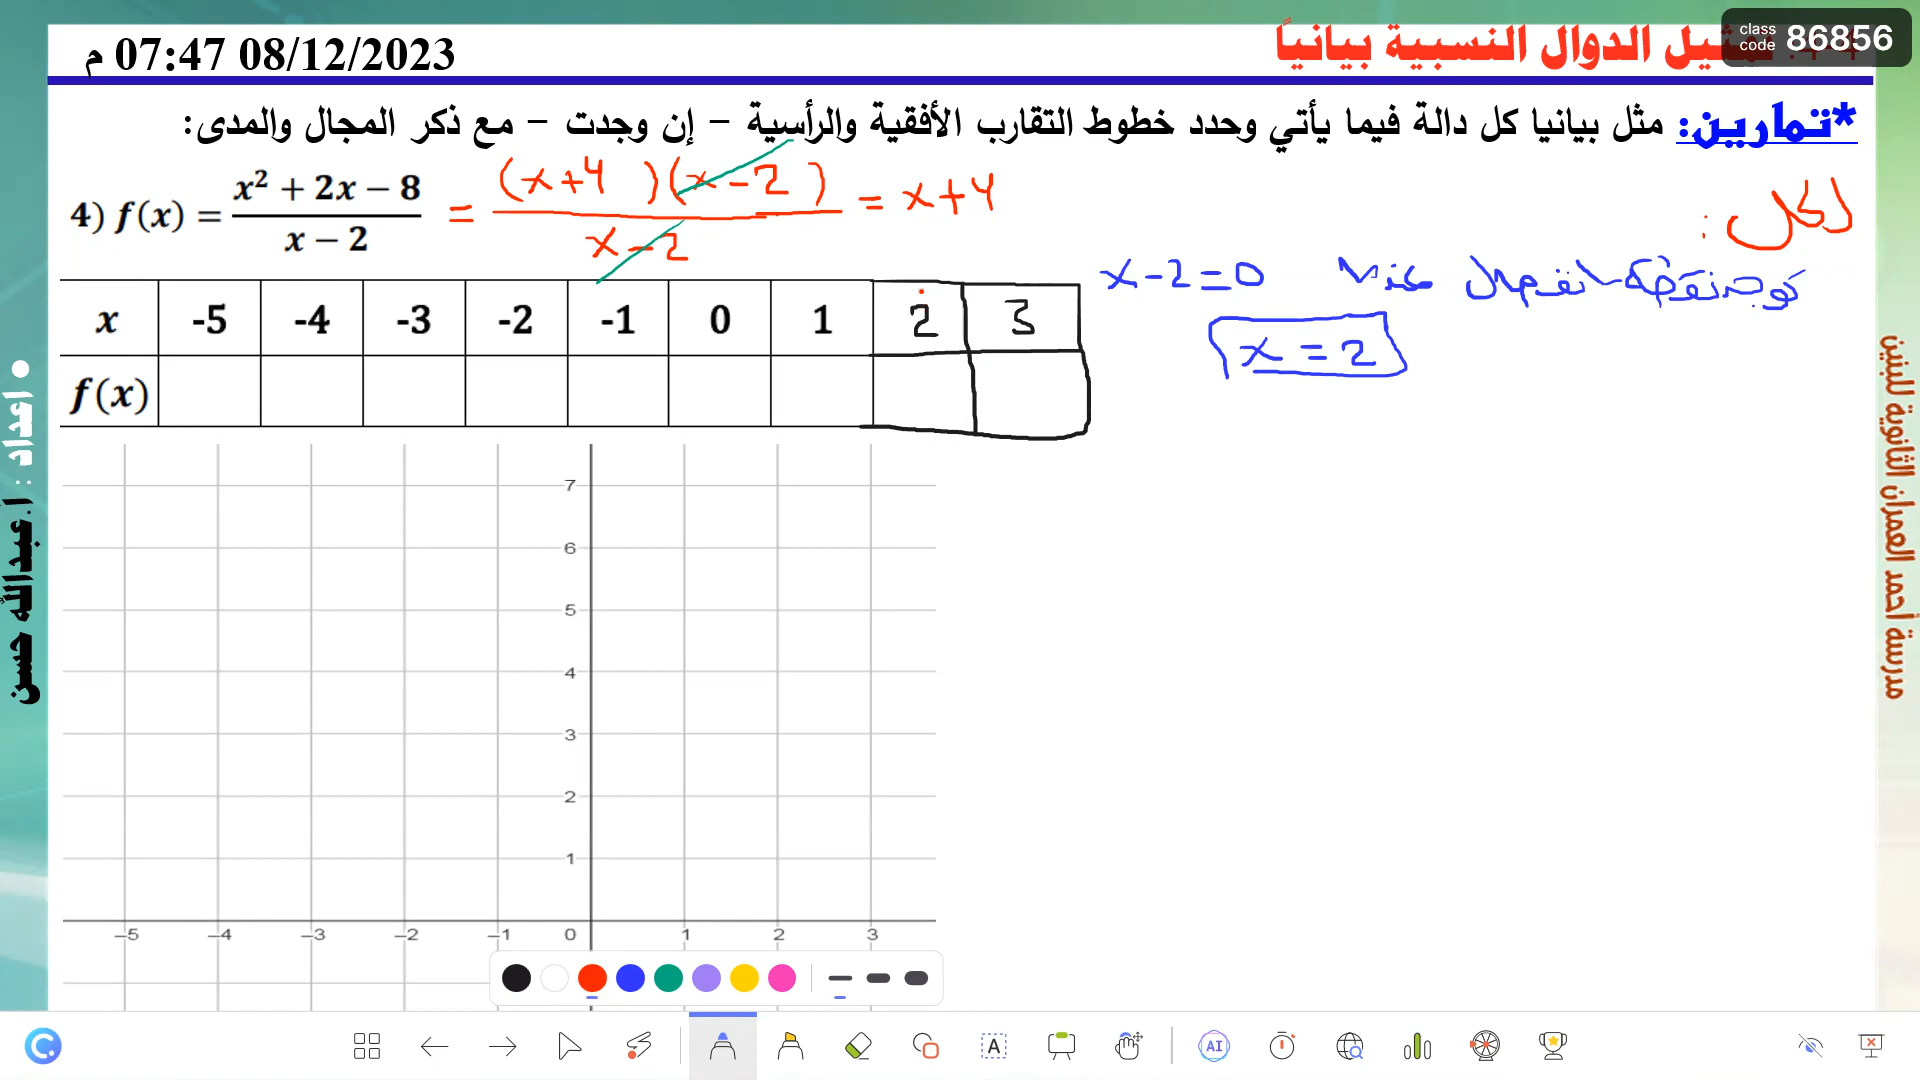 class code 86856
تمثيل الدوال النسبية بيانياً
08/12/2023 07:47 م
*تمارين: مثل بيانيا كل دالة فيما يأتي وحدد خطوط التقارب الأفقية والرأسية – إن وجدت – مع ذكر المجال والمدى:
4) f(x) = (x² + 2x − 8)/(x − 2) = (x+4)(x−2)/(x−2) = x+4
توجد نقطة انفصال عند x−2=0
x = 2
x -5 -4 -3 -2 -1 0 1 2 3
f(x)
7
6
5
4
3
2
1
−5 −4 −3 −2 −1 0 1 2 3
اعداد : أ.عبدالله حسن
مدرسة أحمد العمران الثانوية للبنين
A
AI